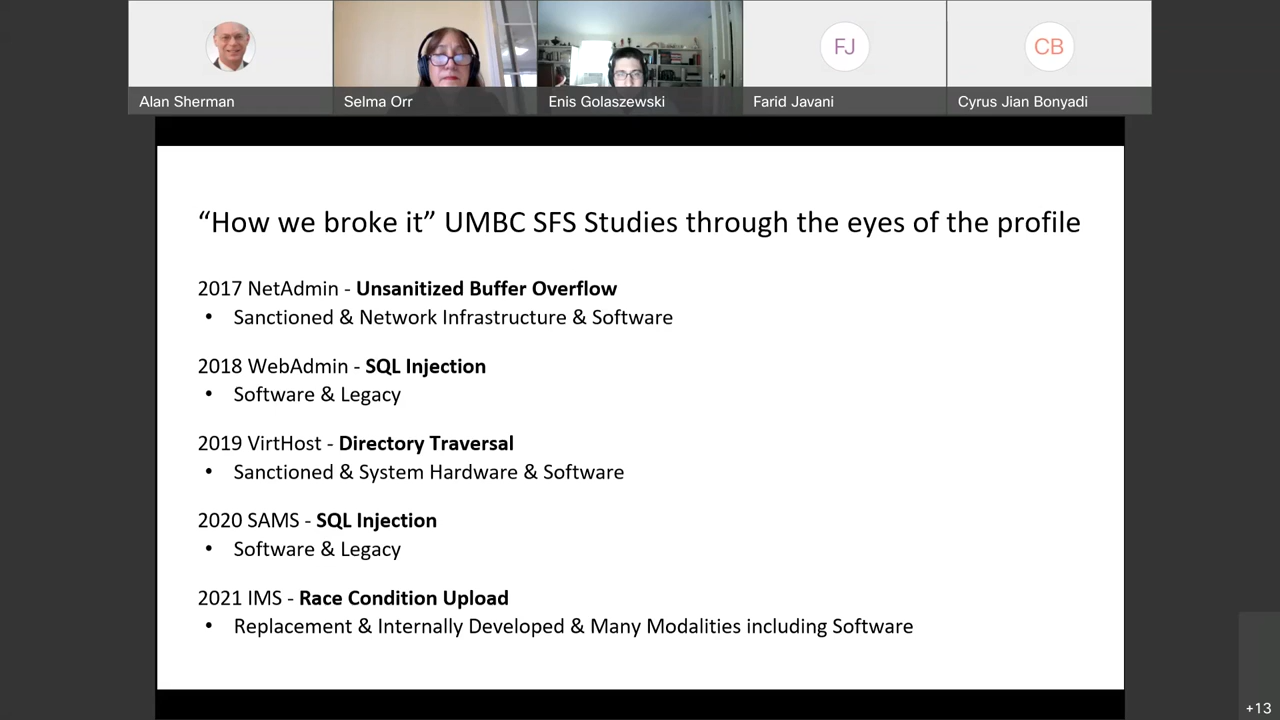 FJ
CB
Alan Sherman
Selma Orr
Enis Golaszewski
Farid Javani
Cyrus Jian Bonyadi
“How we broke it” UMBC SFS Studies through the eyes of the profile
2017 NetAdmin - Unsanitized Buffer Overflow
• Sanctioned & Network Infrastructure & Software
2018 WebAdmin - SQL Injection
• Software & Legacy
2019 VirtHost - Directory Traversal
• Sanctioned & System Hardware & Software
2020 SAMS - SQL Injection
• Software & Legacy
2021 IMS - Race Condition Upload
• Replacement & Internally Developed & Many Modalities including Software
+13